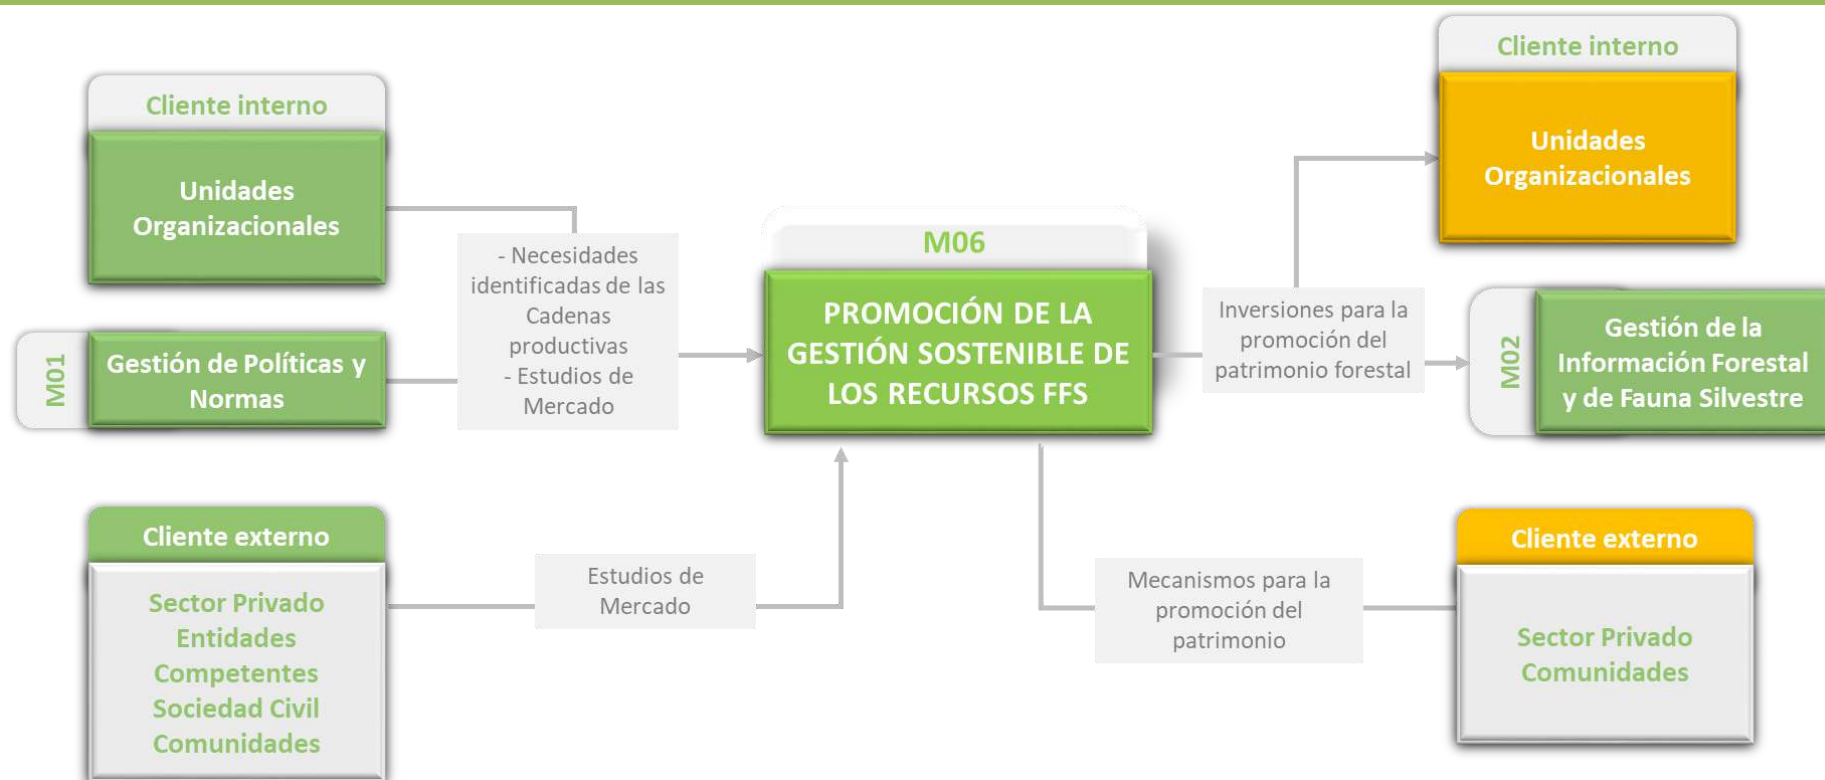 Cliente interno
Unidades
Organizacionales
M01
Gestión de Políticas y
Normas
Cliente externo
Sector Privado
Entidades
Competentes
Sociedad Civil
Comunidades
- Necesidades
identificadas de las
Cadenas
productivas
- Estudios de
Mercado
Estudios de
Mercado
M06
PROMOCIÓN DE LA
GESTIÓN SOSTENIBLE DE
LOS RECURSOS FFS
Inversiones para la
promoción del
patrimonio forestal
Mecanismos para la
promoción del
patrimonio
Cliente interno
Unidades
Organizacionales
M02
Gestión de la
Información Forestal
y de Fauna Silvestre
Cliente externo
Sector Privado
Comunidades